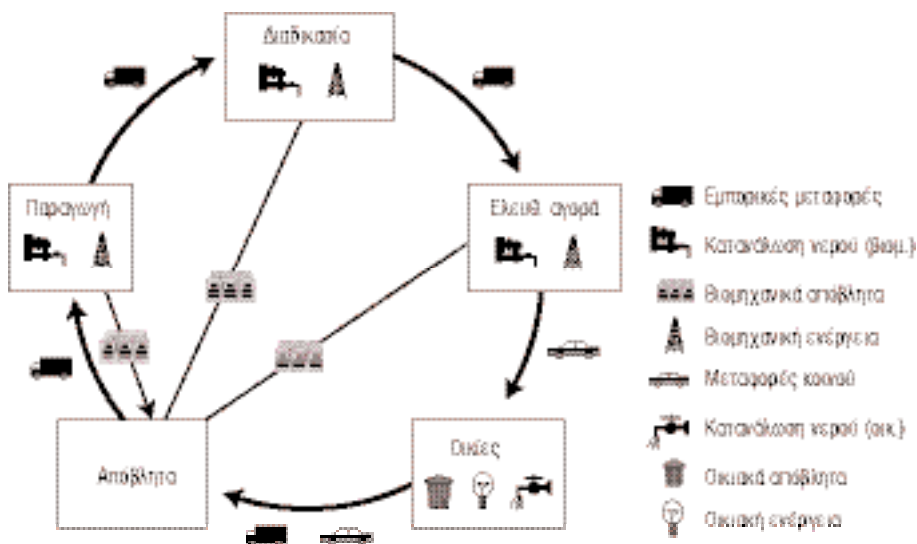 Διαδικασία
Παραγωγή
Ελευθ. αγορά
Απόβλητα
Οικίες
Εμπορικές μεταφορές
Κατανάλωση νερού (βιομ.)
Βιομηχανικά απόβλητα
Βιομηχανική ενέργεια
Μεταφορές κοινού
Κατανάλωση νερού (οικ.)
Οικιακά απόβλητα
Οικιακή ενέργεια